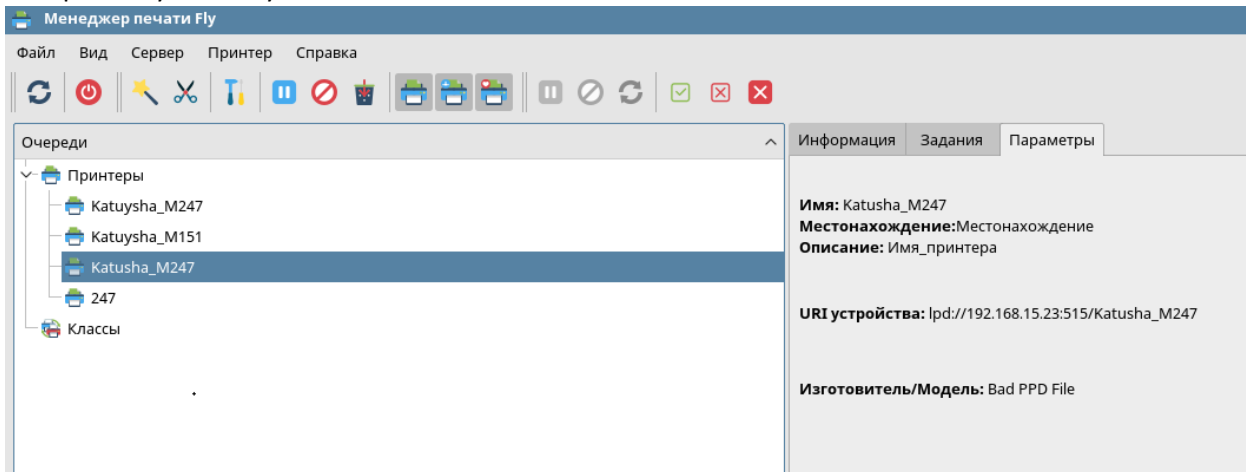 Менеджер печати Fly
Файл Вид Сервер Принтер Справка
Очереди
Принтеры
Katuysha_M247
Katuysha_M151
Katusha_M247
247
Классы
Информация Задания Параметры
Имя: Katusha_M247
Местонахождение:Местонахождение
Описание: Имя_принтера
URI устройства: lpd://192.168.15.23:515/Katusha_M247
Изготовитель/Модель: Bad PPD File